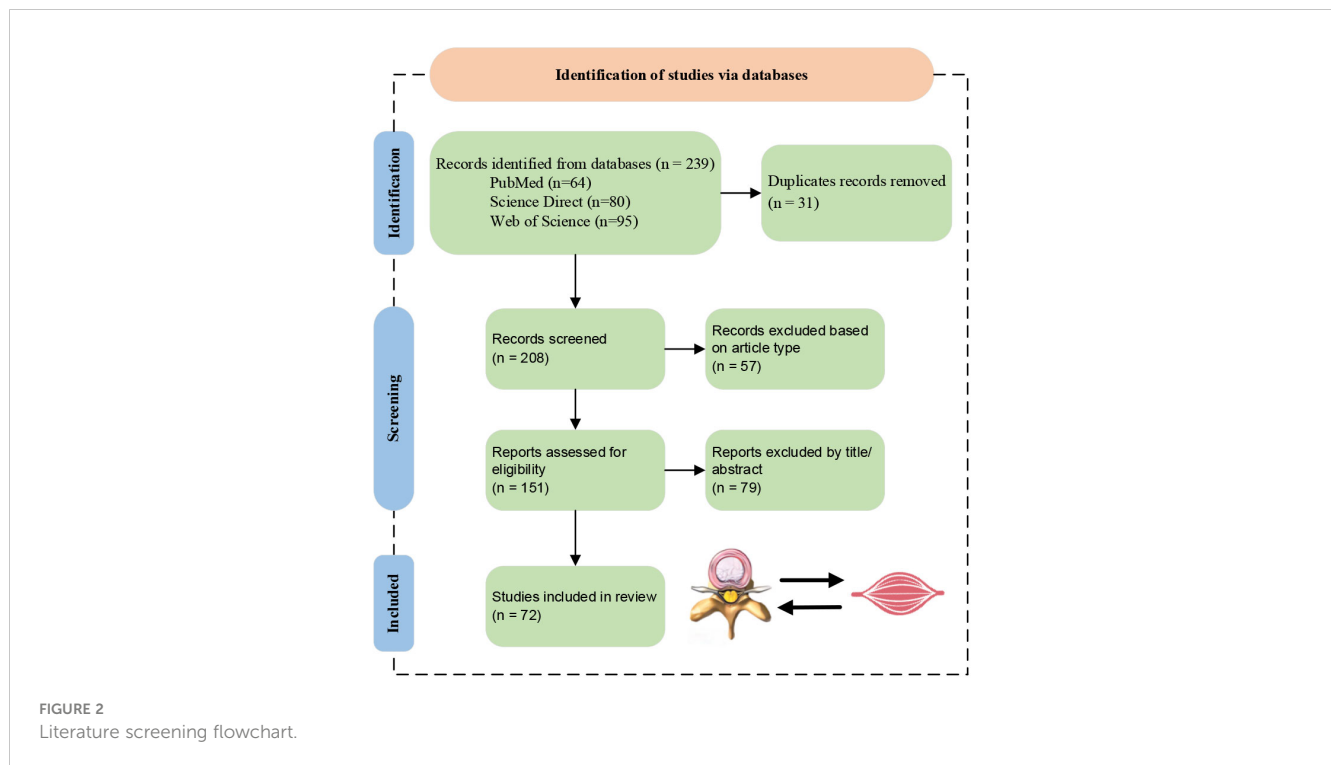 Identification of studies via databases
Identification
Records identified from databases (n = 239)
PubMed (n=64)
Science Direct (n=80)
Web of Science (n=95)
Duplicates records removed
(n = 31)
Screening
Records screened
(n = 208)
Records excluded based
on article type
(n = 57)
Reports assessed for
eligibility
(n = 151)
Reports excluded by title/
abstract
(n = 79)
Included
Studies included in review
(n = 72)
FIGURE 2
Literature screening flowchart.